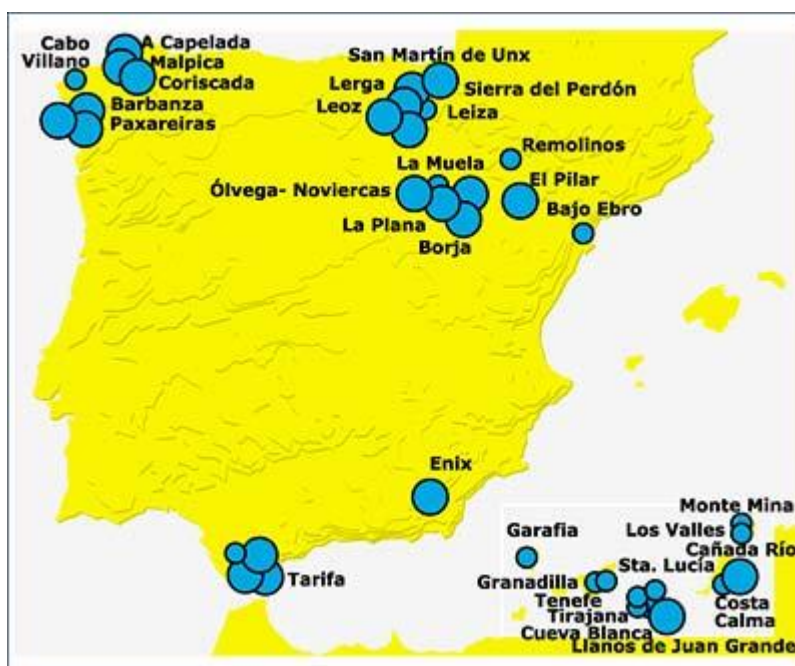 Cabo
Villano
A Capelada
Malpica
Coriscada
Barbanza
Paxareiras
San Martín de Unx
Lerga
Sierra del Perdón
Leoz
Leiza
Remolinos
La Muela
Ólvega- Noviercas
El Pilar
Bajo Ebro
La Plana
Borja
Enix
Tarifa
Monte Mina
Garafia
Los Valles
Cañada Río
Sta. Lucía
Granadilla
Tenefe
Costa
Calma
Tirajana
Cueva Blanca
Llanos de Juan Grande